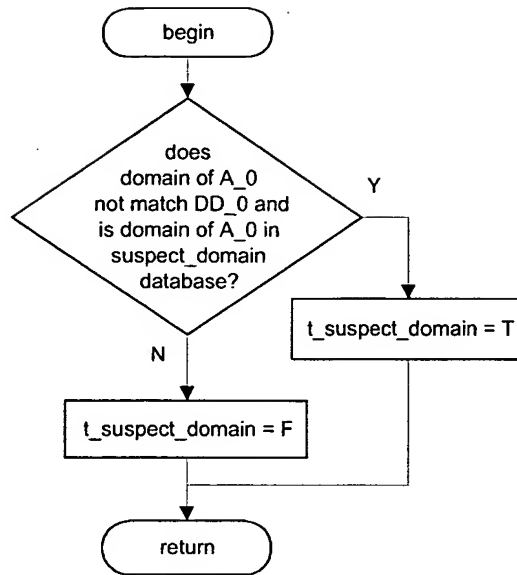 begin
does
domain of A_0
not match DD_0 and
is domain of A_0 in
suspect_domain
database?
Y
N
t_suspect_domain = T
t_suspect_domain = F
return